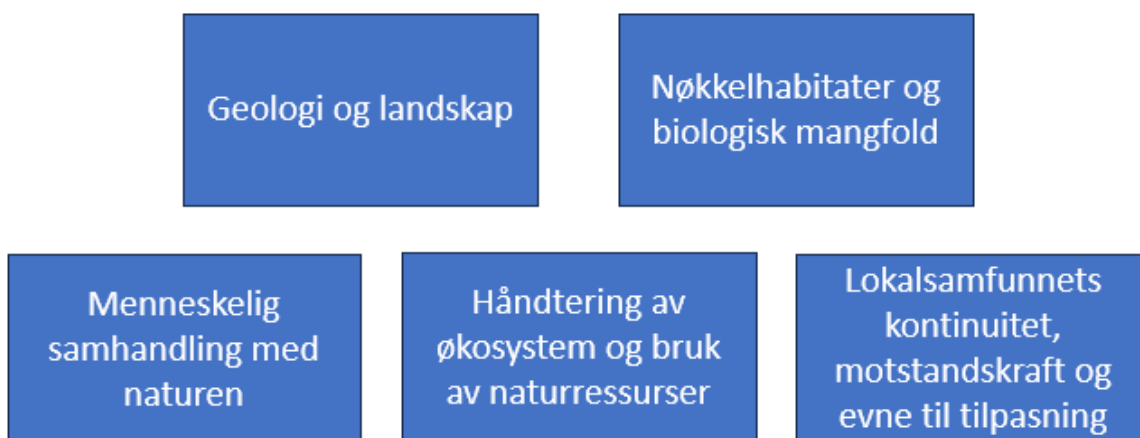 Geologi og landskap
Nøkkelhabitater og
biologisk mangfold
Menneskelig
samhandling med
naturen
Håndtering av
økosystem og bruk
av naturressurser
Lokalsamfunnets
kontinuitet,
motstandskraft og
evne til tilpasning